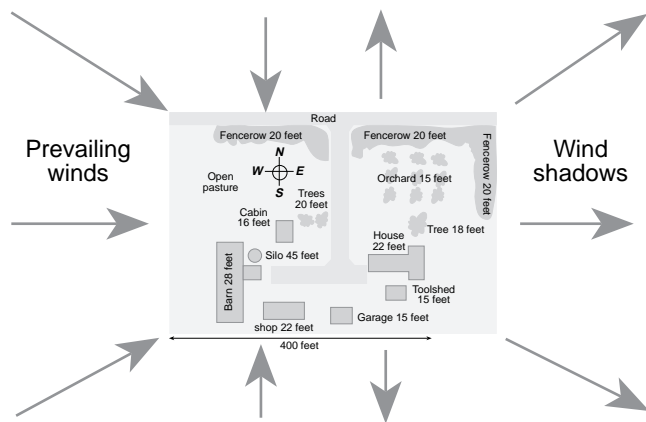 Road
Fencerow 20 feet
Fencerow 20 feet
Fencerow 20 feet
Prevailing
winds
Wind
shadows
N
W
E
S
Open
pasture
Trees
20 feet
Orchard 15 feet
Cabin
16 feet
Tree 18 feet
House
22 feet
Silo 45 feet
Barn 28 feet
Toolshed
15 feet
shop 22 feet
Garage 15 feet
400 feet